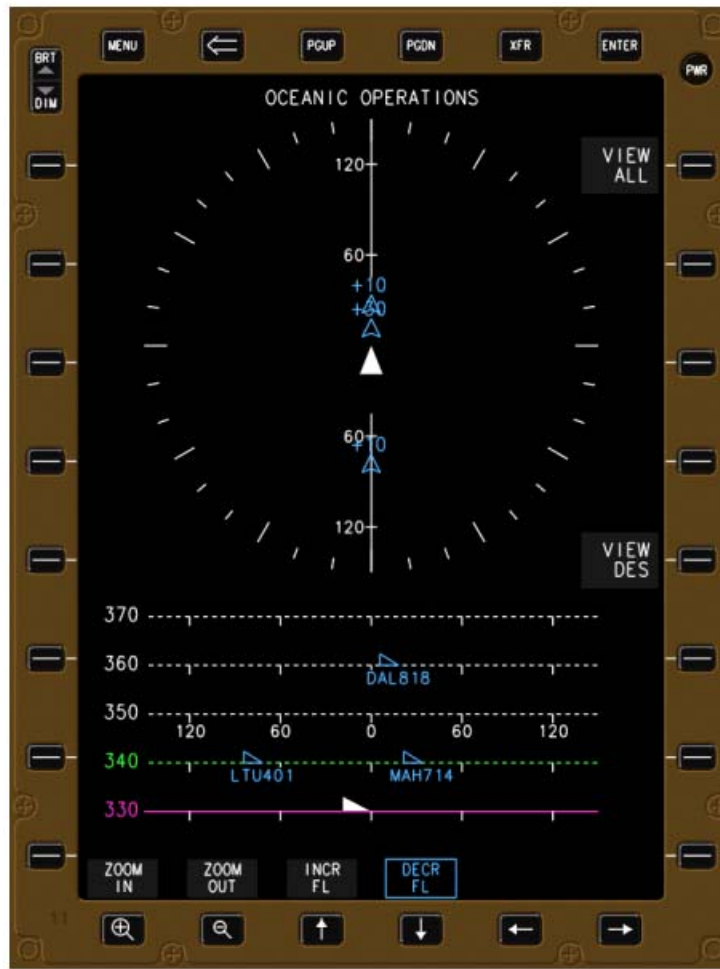 MENU
PGUP
PGDN
XFR
ENTER
BRT
DIM
PWR
OCEANIC OPERATIONS
VIEW
ALL
120
60
+10
+30
60
+10
120
VIEW
DES
370
360
DAL818
350
120 60 0 60 120
340
LTU401 MAH714
330
ZOOM
IN
ZOOM
OUT
INCR
FL
DECR
FL